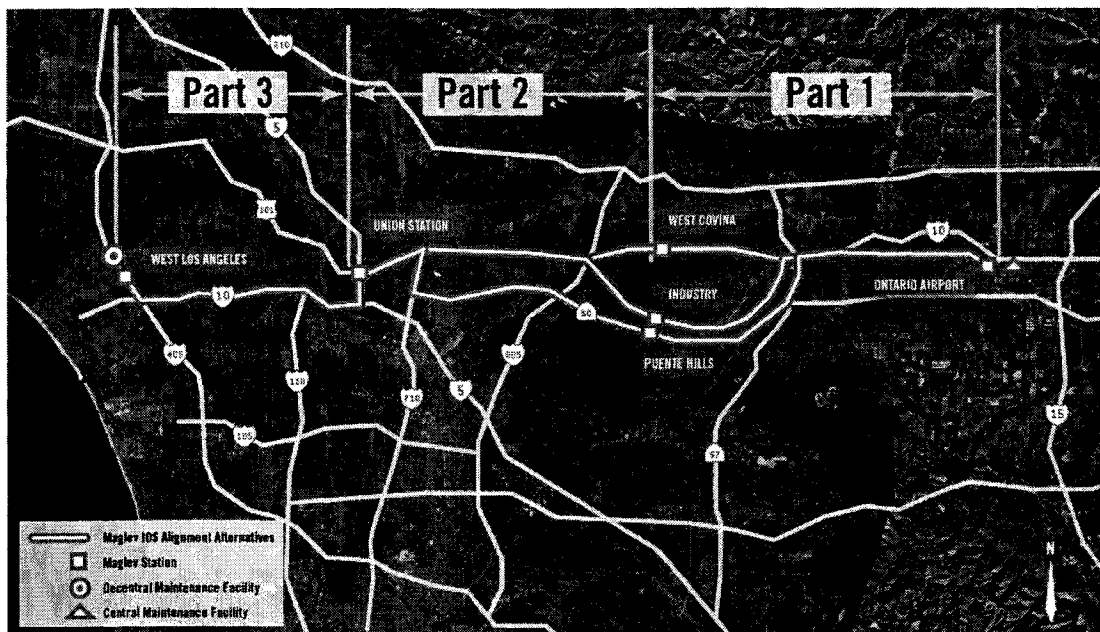 210
Part 3
Part 2
Part 1
5
101
WEST COVINA
UNION STATION
10
WEST LOS ANGELES
10
INDUSTRY
ONTARIO AIRPORT
60
PUENTE HILLS
405
605
110
710
5
15
105
57
Maglev IOS Alignment Alternatives
Maglev Station
Decentral Maintenance Facility
Central Maintenance Facility
N